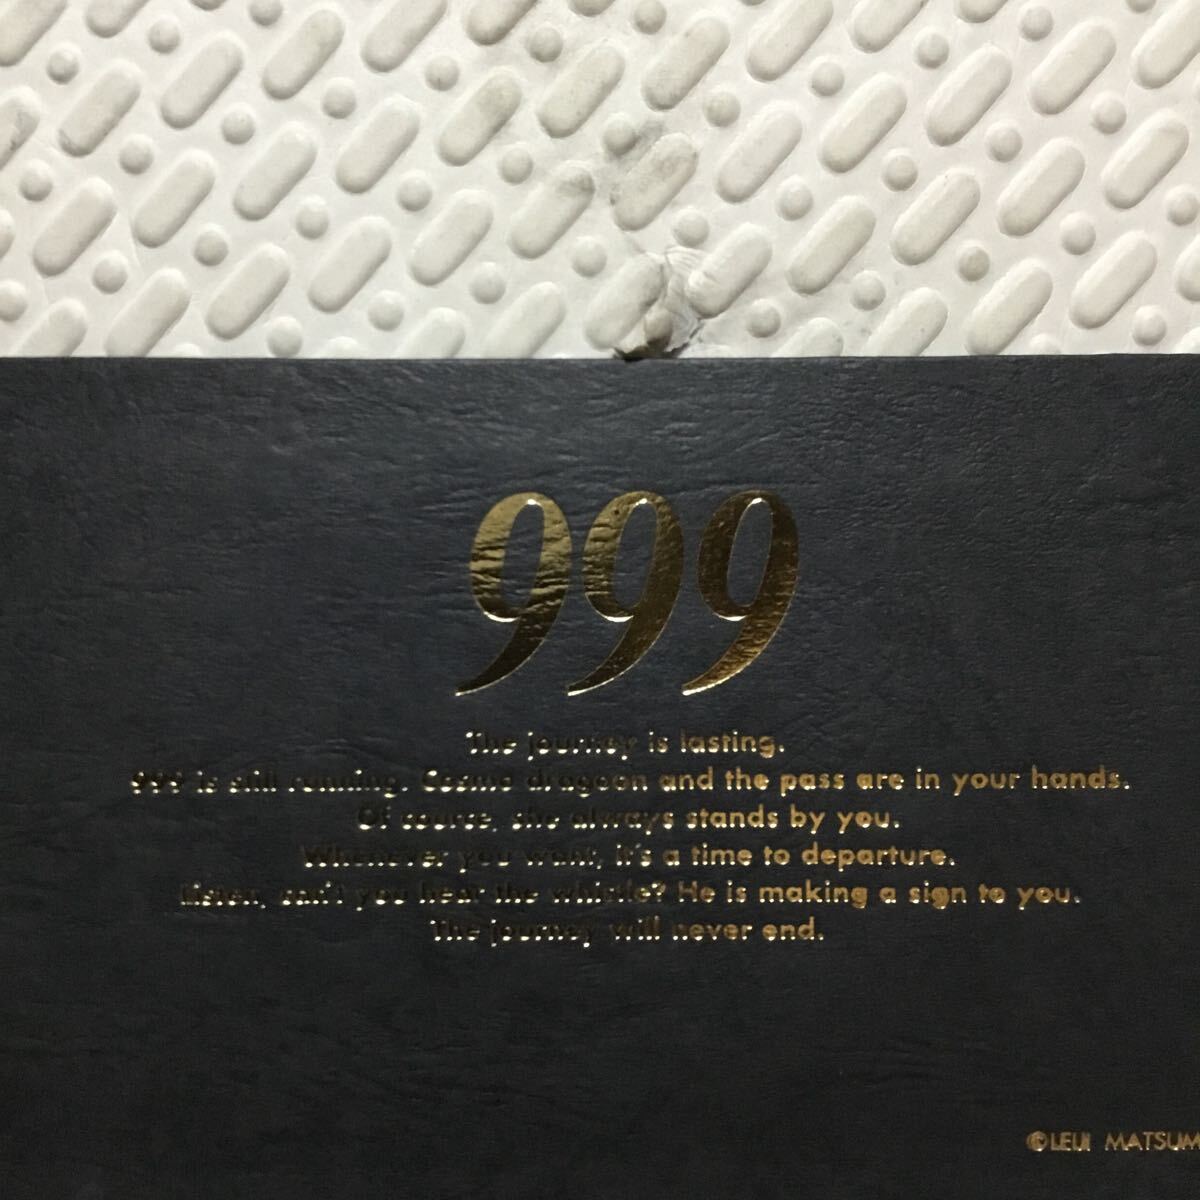 999
The journey is lasting.
999 is still running. Cosmo dragoon and the pass are in your hands.
Of course, she always stands by you.
Whenever you want, it's a time to departure.
Listen, can't you hear the whistle? He is making a sign to you.
The journey will never end.
©LEIJI MATSUM